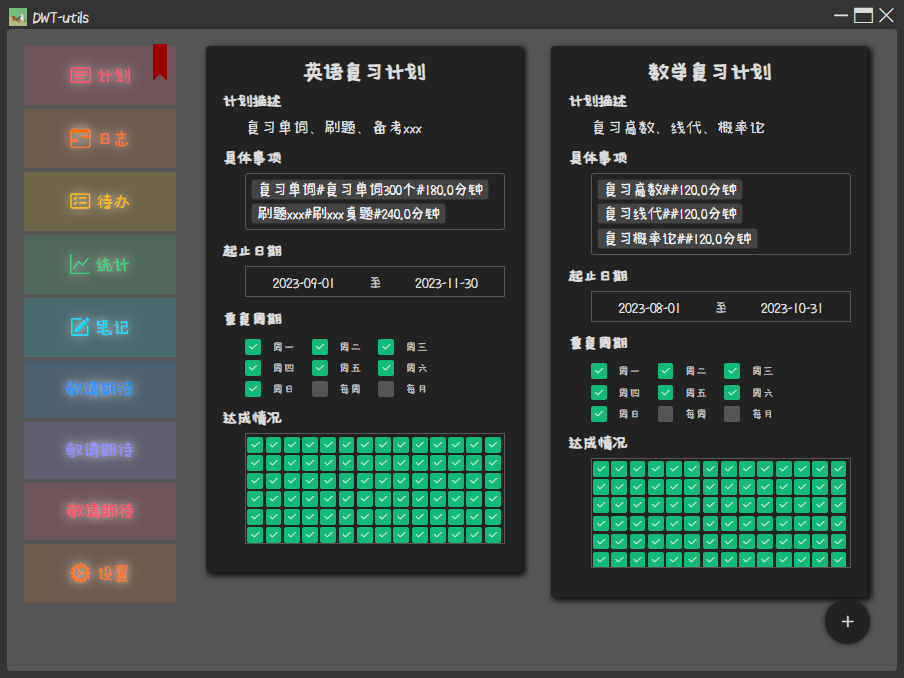 DWT-utils
计划
日志
待办
统计
笔记
敬请期待
敬请期待
敬请期待
设置
英语复习计划
计划描述
复习单词、刷题、备考xxx
具体事项
复习单词#复习单词300个#180.0分钟
刷题xxx#刷xxx真题#240.0分钟
起止日期
2023-09-01 至 2023-11-30
重复周期
周一 周二 周三
周四 周五 周六
周日 每周 每月
达成情况
数学复习计划
计划描述
复习高数、线代、概率论
具体事项
复习高数##120.0分钟
复习线代##120.0分钟
复习概率论##120.0分钟
起止日期
2023-08-01 至 2023-10-31
重复周期
周一 周二 周三
周四 周五 周六
周日 每周 每月
达成情况